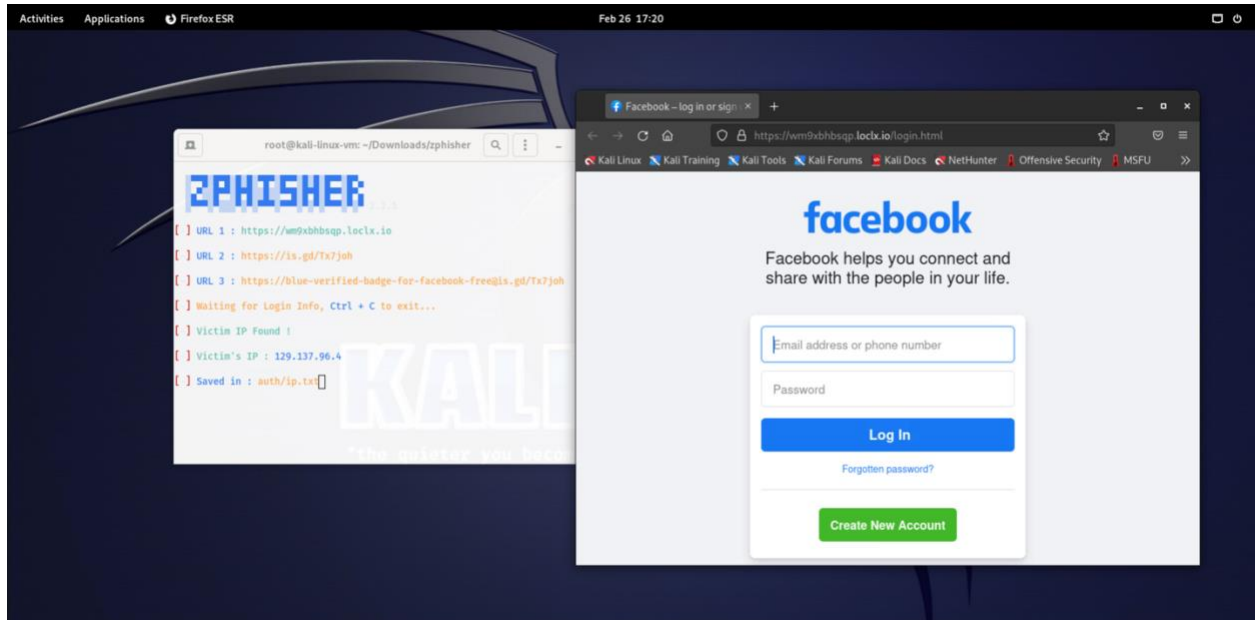 Activities Applications Firefox ESR Feb 26 17:20
root@kali-linux-vm: ~/Downloads/zphisher
ZPHISHER
[ ] URL 1 : https://wm9xbhbsqp.loclx.io
[ ] URL 2 : https://is.gd/Tx7joh
[ ] URL 3 : https://blue-verified-badge-for-facebook-free@is.gd/Tx7joh
[ ] Waiting for Login Info, Ctrl + C to exit...
[ ] Victim IP Found !
[ ] Victim's IP : 129.137.96.4
[ ] Saved in : auth/ip.txt
KALI
"the quieter you becom
Facebook – log in or sign
https://wm9xbhbsqp.loclx.io/login.html
Kali Linux Kali Training Kali Tools Kali Forums Kali Docs NetHunter Offensive Security MSFU
facebook
Facebook helps you connect and
share with the people in your life.
Email address or phone number
Password
Log In
Forgotten password?
Create New Account